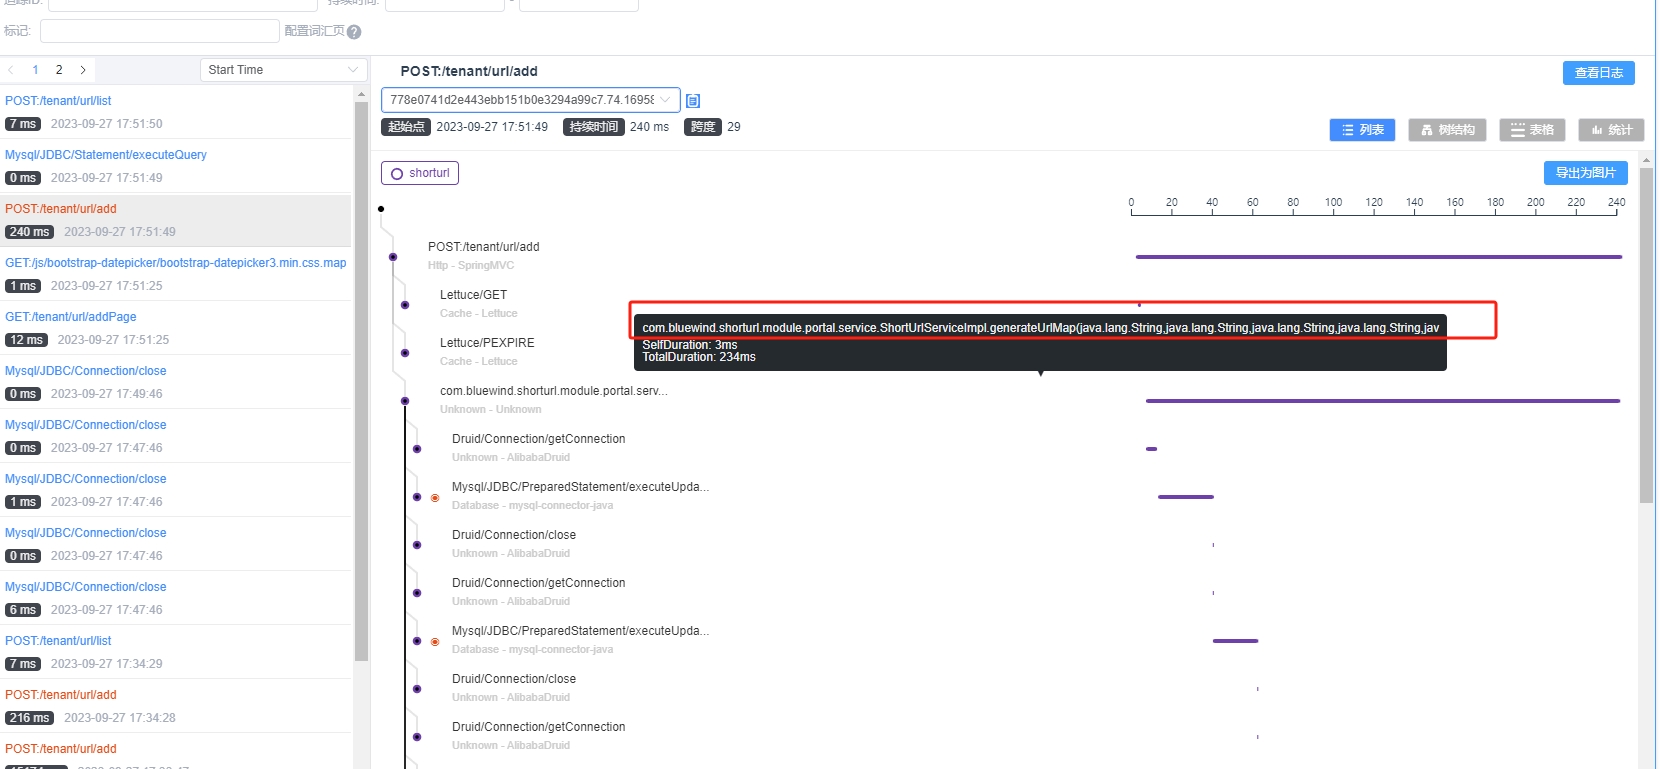 追踪ID:
持续时间:
-
标记:
配置词汇页 ?
1 2
Start Time
POST:/tenant/url/list
7 ms 2023-09-27 17:51:50
Mysql/JDBC/Statement/executeQuery
0 ms 2023-09-27 17:51:49
POST:/tenant/url/add
240 ms 2023-09-27 17:51:49
GET:/js/bootstrap-datepicker/bootstrap-datepicker3.min.css.map
1 ms 2023-09-27 17:51:25
GET:/tenant/url/addPage
12 ms 2023-09-27 17:51:25
Mysql/JDBC/Connection/close
0 ms 2023-09-27 17:49:46
Mysql/JDBC/Connection/close
0 ms 2023-09-27 17:47:46
Mysql/JDBC/Connection/close
1 ms 2023-09-27 17:47:46
Mysql/JDBC/Connection/close
0 ms 2023-09-27 17:47:46
Mysql/JDBC/Connection/close
6 ms 2023-09-27 17:47:46
POST:/tenant/url/list
7 ms 2023-09-27 17:34:29
POST:/tenant/url/add
216 ms 2023-09-27 17:34:28
POST:/tenant/url/add
POST:/tenant/url/add
查看日志
778e0741d2e443ebb151b0e3294a99c7.74.16958
起始点 2023-09-27 17:51:49 持续时间 240 ms 跨度 29
列表 树结构 表格 统计
shorturl
导出为图片
0 20 40 60 80 100 120 140 160 180 200 220 240
POST:/tenant/url/add
Http - SpringMVC
Lettuce/GET
Cache - Lettuce
com.bluewind.shorturl.module.portal.service.ShortUrlServiceImpl.generateUrlMap(java.lang.String,java.lang.String,java.lang.String,java.lang.String,jav
SelfDuration: 3ms
TotalDuration: 234ms
Lettuce/PEXPIRE
Cache - Lettuce
com.bluewind.shorturl.module.portal.serv...
Unknown - Unknown
Druid/Connection/getConnection
Unknown - AlibabaDruid
Mysql/JDBC/PreparedStatement/executeUpda...
Database - mysql-connector-java
Druid/Connection/close
Unknown - AlibabaDruid
Druid/Connection/getConnection
Unknown - AlibabaDruid
Mysql/JDBC/PreparedStatement/executeUpda...
Database - mysql-connector-java
Druid/Connection/close
Unknown - AlibabaDruid
Druid/Connection/getConnection
Unknown - AlibabaDruid